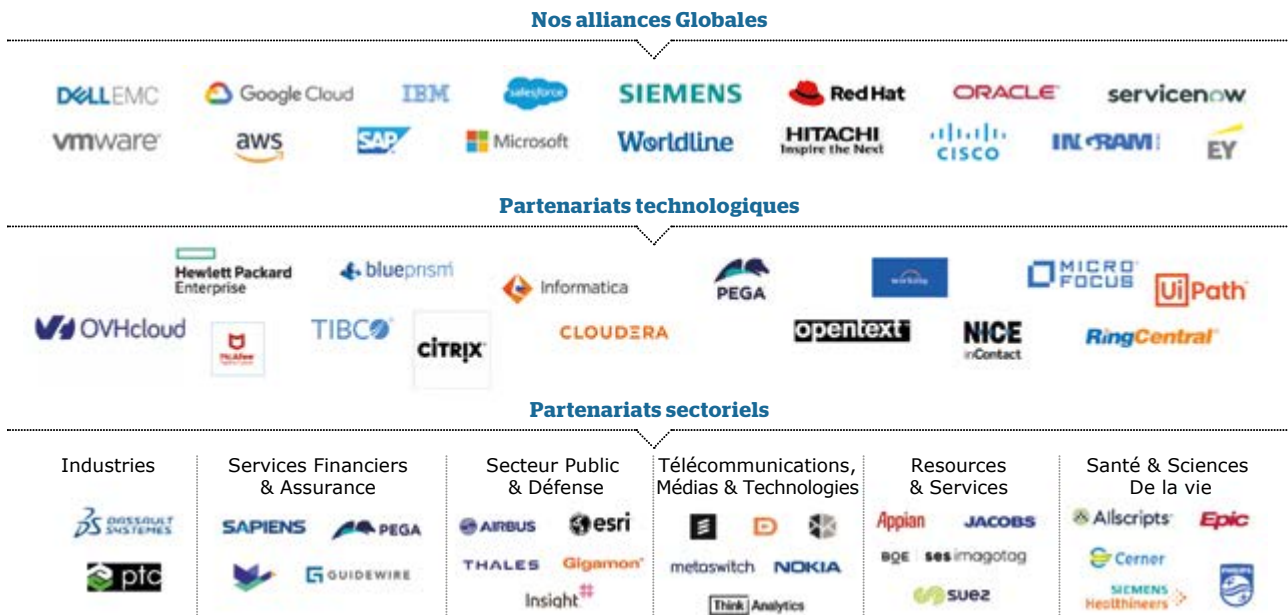 Nos alliances Globales
DELLEMC Google Cloud IBM salesforce SIEMENS Red Hat ORACLE servicenow
vmware aws SAP Microsoft Worldline HITACHI CISCO INGRAM EY
Inspire the Next
Partenariats technologiques
Hewlett Packard Enterprise blueprism Informatica PEGA workday MICRO FOCUS UiPath
OVHcloud McAfee TIBCO CITRIX CLOUDERA opentext NICE inContact RingCentral
Partenariats sectoriels
Industries
DASSAULT SYSTEMES
ptc
Services Financiers
& Assurance
SAPIENS PEGA
GUIDEWIRE
Secteur Public
& Défense
AIRBUS esri
THALES Gigamon
Insight
Télécommunications,
Médias & Technologies
metaswitch NOKIA
Think Analytics
Resources
& Services
Appian JACOBS
BQE ses imagotag
suez
Santé & Sciences
De la vie
Allscripts Epic
Cerner
SIEMENS Healthineers PHILIPS